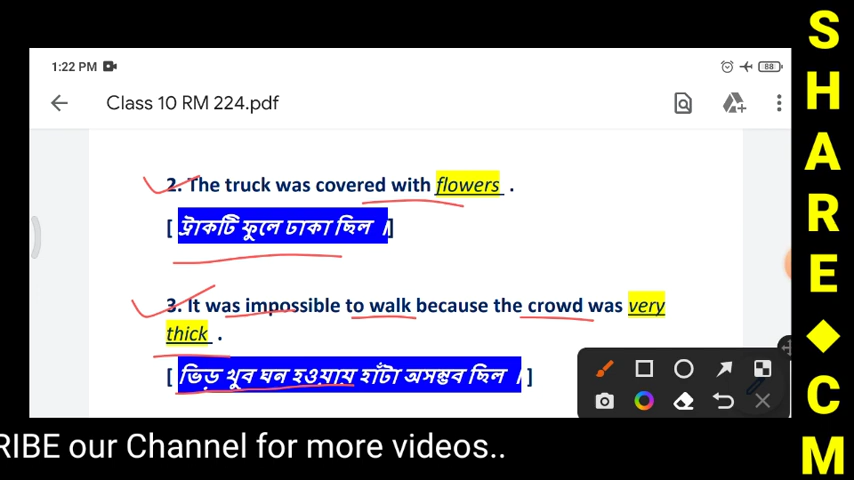 1:22 PM
88
Class 10 RM 224.pdf
2. The truck was covered with flowers .
[ ট্রাকটি ফুলে ঢাকা ছিল । ]
3. It was impossible to walk because the crowd was very
thick .
[ ভিড় খুব ঘন হওয়ায় হাঁটা অসম্ভব ছিল । ]
RIBE our Channel for more videos..
S
H
A
R
E
◆
C
M